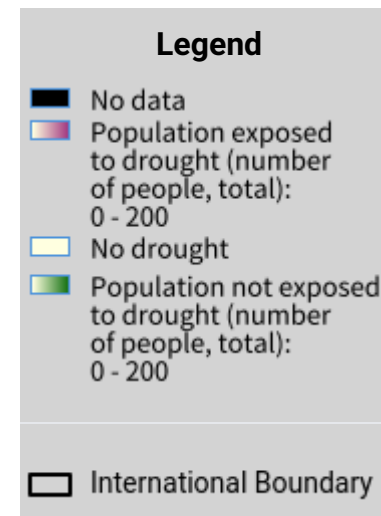 Legend
No data
Population exposed
to drought (number
of people, total):
0 - 200
No drought
Population not exposed
to drought (number
of people, total):
0 - 200
International Boundary